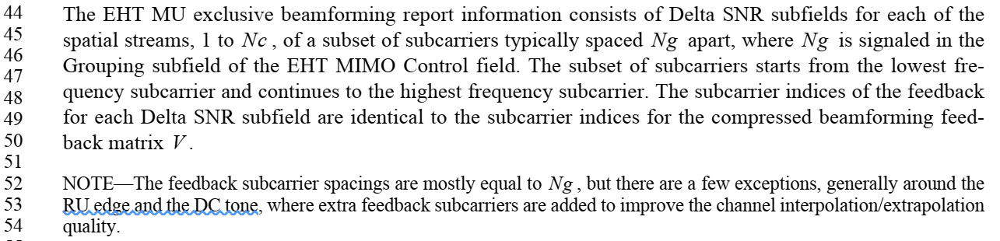 44 The EHT MU exclusive beamforming report information consists of Delta SNR subfields for each of the
45 spatial streams, 1 to Nc , of a subset of subcarriers typically spaced Ng apart, where Ng is signaled in the
46 Grouping subfield of the EHT MIMO Control field. The subset of subcarriers starts from the lowest fre-
47 quency subcarrier and continues to the highest frequency subcarrier. The subcarrier indices of the feedback
48
49 for each Delta SNR subfield are identical to the subcarrier indices for the compressed beamforming feed-
50 back matrix V .
51
52 NOTE—The feedback subcarrier spacings are mostly equal to Ng , but there are a few exceptions, generally around the
53 RU edge and the DC tone, where extra feedback subcarriers are added to improve the channel interpolation/extrapolation
54 quality.